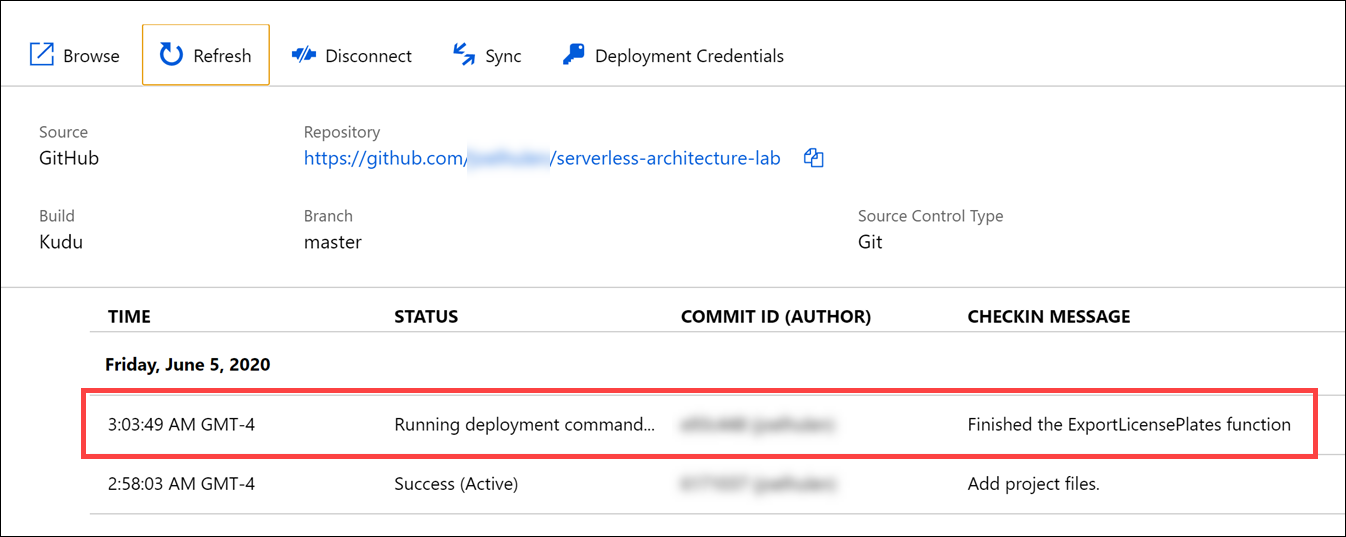 Browse Refresh Disconnect Sync Deployment Credentials
Source Repository
GitHub https://github.com/ /serverless-architecture-lab
Build Branch Source Control Type
Kudu master Git
TIME STATUS COMMIT ID (AUTHOR) CHECKIN MESSAGE
Friday, June 5, 2020
3:03:49 AM GMT-4 Running deployment command... Finished the ExportLicensePlates function
2:58:03 AM GMT-4 Success (Active) Add project files.